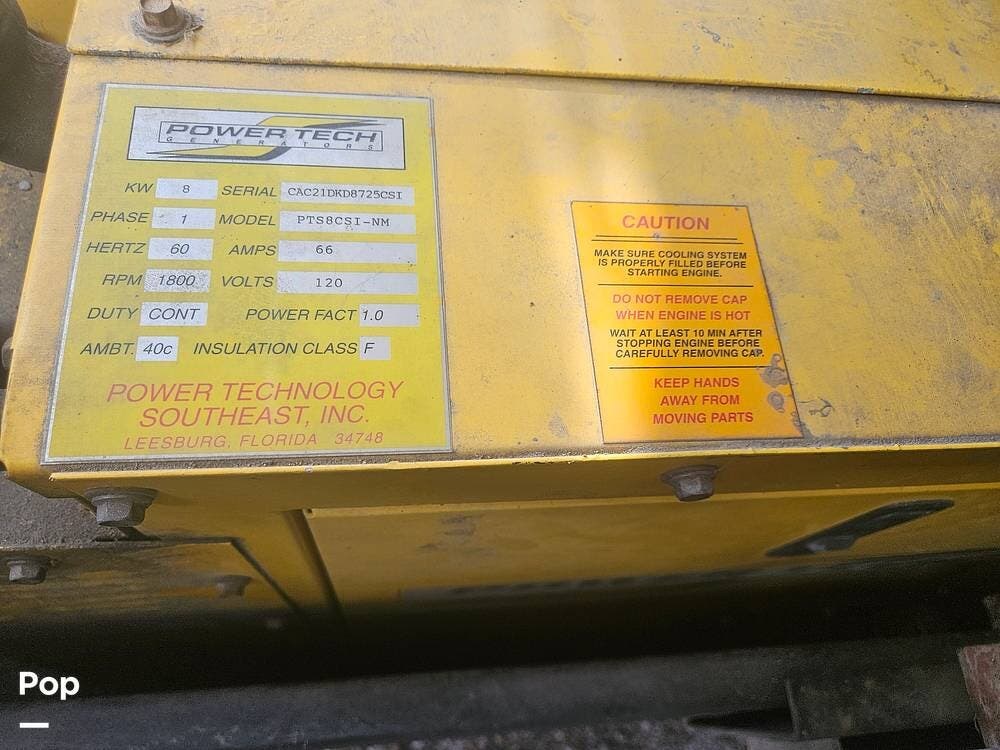 POWER TECH
GENERATORS
KW 8 SERIAL CAC21DKD8725CSI
PHASE 1 MODEL PTS8CSI-NM
HERTZ 60 AMPS 66
RPM 1800 VOLTS 120
DUTY CONT POWER FACT 1.0
AMBT. 40c INSULATION CLASS F
POWER TECHNOLOGY
SOUTHEAST, INC.
LEESBURG, FLORIDA 34748
CAUTION
MAKE SURE COOLING SYSTEM
IS PROPERLY FILLED BEFORE
STARTING ENGINE.
DO NOT REMOVE CAP
WHEN ENGINE IS HOT
WAIT AT LEAST 10 MIN AFTER
STOPPING ENGINE BEFORE
CAREFULLY REMOVING CAP.
KEEP HANDS
AWAY FROM
MOVING PARTS
Pop